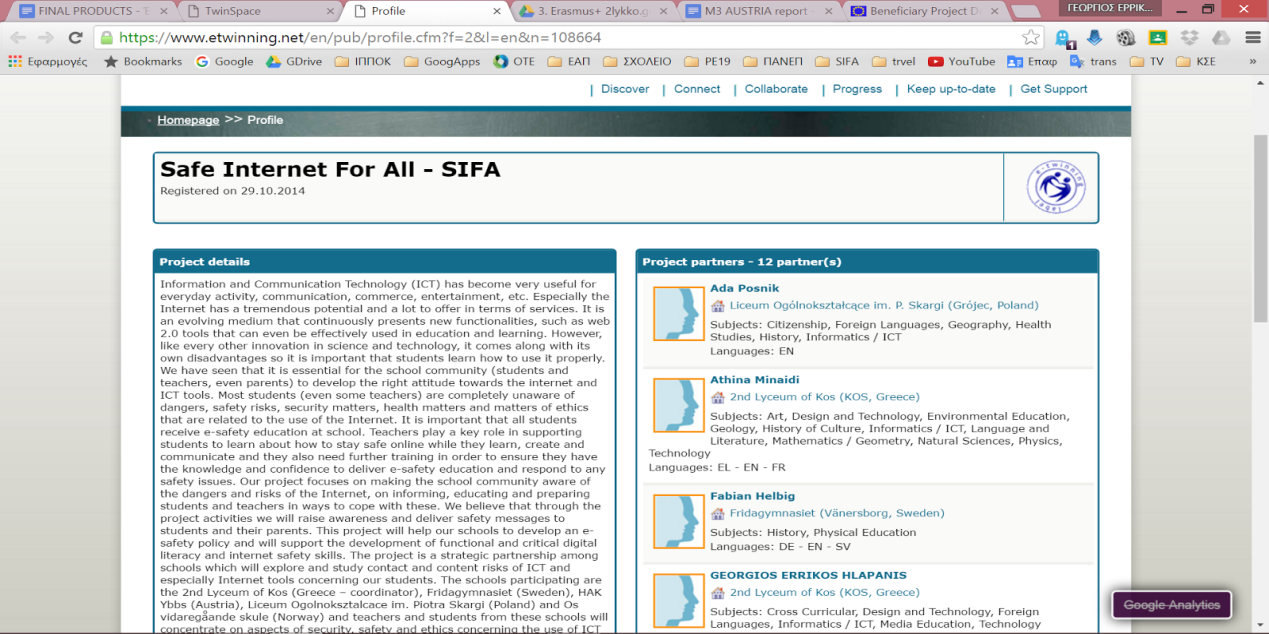 FINAL PRODUCTS - T
TwinSpace
Profile
3. Erasmus+ 2lykko.g
M3 AUSTRIA report -
Beneficiary Project D
ΓΕΩΡΓΙΟΣ ΕΡΡΙΚ...
https://www.etwinning.net/en/pub/profile.cfm?f=2&l=en&n=108664
1
Εφαρμογές
Bookmarks
Google
GDrive
ΙΠΠΟΚ
GoogApps
ΟΤΕ
ΕΑΠ
ΣΧΟΛΕΙΟ
PE19
ΠΑΝΕΠ
SIFA
trvel
YouTube
Επαφ
trans
TV
ΚΣΕ
»
| Discover | Connect | Collaborate | Progress | Keep up-to-date | Get Support
Homepage >> Profile
Safe Internet For All - SIFA
Registered on 29.10.2014
e-twinning
Project details
Information and Communication Technology (ICT) has become very useful for
everyday activity, communication, commerce, entertainment, etc. Especially the
Internet has a tremendous potential and a lot to offer in terms of services. It is
an evolving medium that continuously presents new functionalities, such as web
2.0 tools that can even be effectively used in education and learning. However,
like every other innovation in science and technology, it comes along with its
own disadvantages so it is important that students learn how to use it properly.
We have seen that it is essential for the school community (students and
teachers, even parents) to develop the right attitude towards the internet and
ICT tools. Most students (even some teachers) are completely unaware of
dangers, safety risks, security matters, health matters and matters of ethics
that are related to the use of the Internet. It is important that all students
receive e-safety education at school. Teachers play a key role in supporting
students to learn about how to stay safe online while they learn, create and
communicate and they also need further training in order to ensure they have
the knowledge and confidence to deliver e-safety education and respond to any
safety issues. Our project focuses on making the school community aware of
the dangers and risks of the Internet, on informing, educating and preparing
students and teachers in ways to cope with these. We believe that through the
project activities we will raise awareness and deliver safety messages to
students and their parents. This project will help our schools to develop an e-
safety policy and will support the development of functional and critical digital
literacy and internet safety skills. The project is a strategic partnership among
schools which will explore and study contact and content risks of ICT and
especially Internet tools concerning our students. The schools participating are
the 2nd Lyceum of Kos (Greece – coordinator), Fridagymnasiet (Sweden), HAK
Ybbs (Austria), Liceum Ogolnoksztalcace im. Piotra Skargi (Poland) and Os
vidaregåande skule (Norway) and teachers and students from these schools will
concentrate on aspects of security, safety and ethics concerning the use of ICT
Project partners - 12 partner(s)
Ada Posnik
Liceum Ogólnokształcące im. P. Skargi (Grójec, Poland)
Subjects: Citizenship, Foreign Languages, Geography, Health
Studies, History, Informatics / ICT
Languages: EN
Athina Minaidi
2nd Lyceum of Kos (KOS, Greece)
Subjects: Art, Design and Technology, Environmental Education,
Geology, History of Culture, Informatics / ICT, Language and
Literature, Mathematics / Geometry, Natural Sciences, Physics,
Technology
Languages: EL - EN - FR
Fabian Helbig
Fridagymnasiet (Vänersborg, Sweden)
Subjects: History, Physical Education
Languages: DE - EN - SV
GEORGIOS ERRIKOS HLAPANIS
2nd Lyceum of Kos (KOS, Greece)
Subjects: Cross Curricular, Design and Technology, Foreign
Languages, Informatics / ICT, Media Education, Technology
Google Analytics